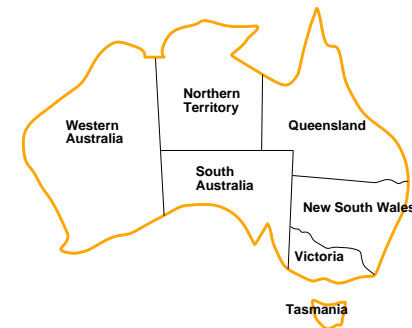 Northern
Territory
Western
Australia
Queensland
South
Australia
New South Wales
Victoria
Tasmania